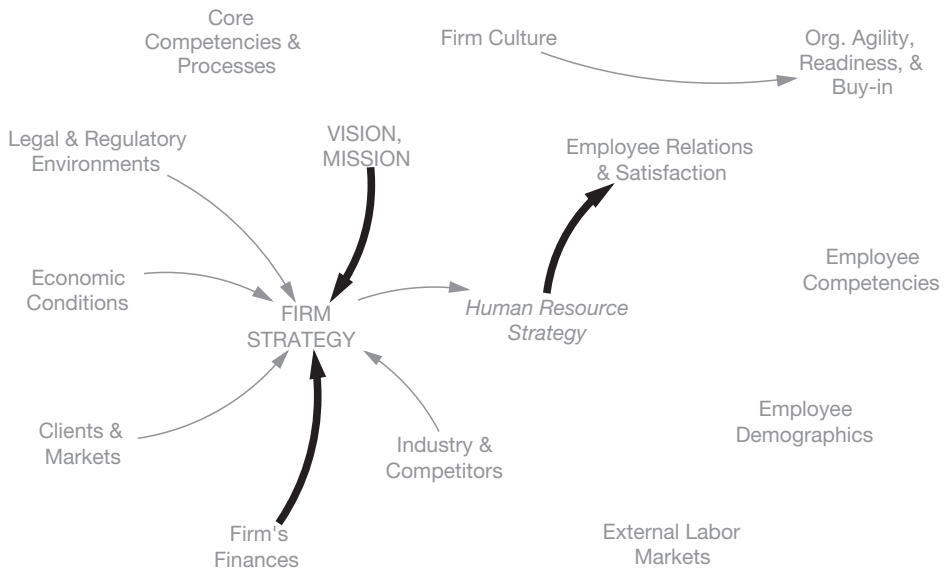 Core
Competencies &
Processes
Firm Culture
Org. Agility,
Readiness, &
Buy-in
Legal & Regulatory
Environments
VISION,
MISSION
Employee Relations
& Satisfaction
Economic
Conditions
FIRM
STRATEGY
Human Resource
Strategy
Employee
Competencies
Clients &
Markets
Industry &
Competitors
Employee
Demographics
Firm's
Finances
External Labor
Markets